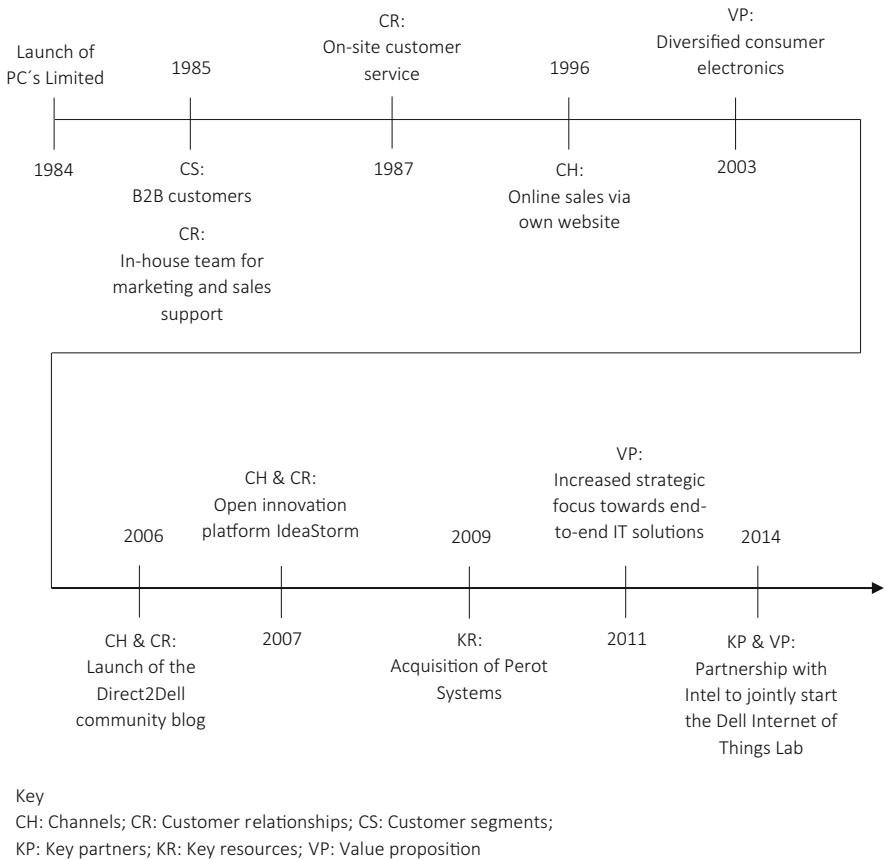 Launch of
PC´s Limited
1984
1985
CS:
B2B customers
CR:
In-house team for
marketing and sales
support
CR:
On-site customer
service
1987
1996
CH:
Online sales via
own website
VP:
Diversified consumer
electronics
2003
2006
CH & CR:
Launch of the
Direct2Dell
community blog
CH & CR:
Open innovation
platform IdeaStorm
2007
2009
KR:
Acquisition of Perot
Systems
VP:
Increased strategic
focus towards end-
to-end IT solutions
2011
2014
KP & VP:
Partnership with
Intel to jointly start
the Dell Internet of
Things Lab
Key
CH: Channels; CR: Customer relationships; CS: Customer segments;
KP: Key partners; KR: Key resources; VP: Value proposition